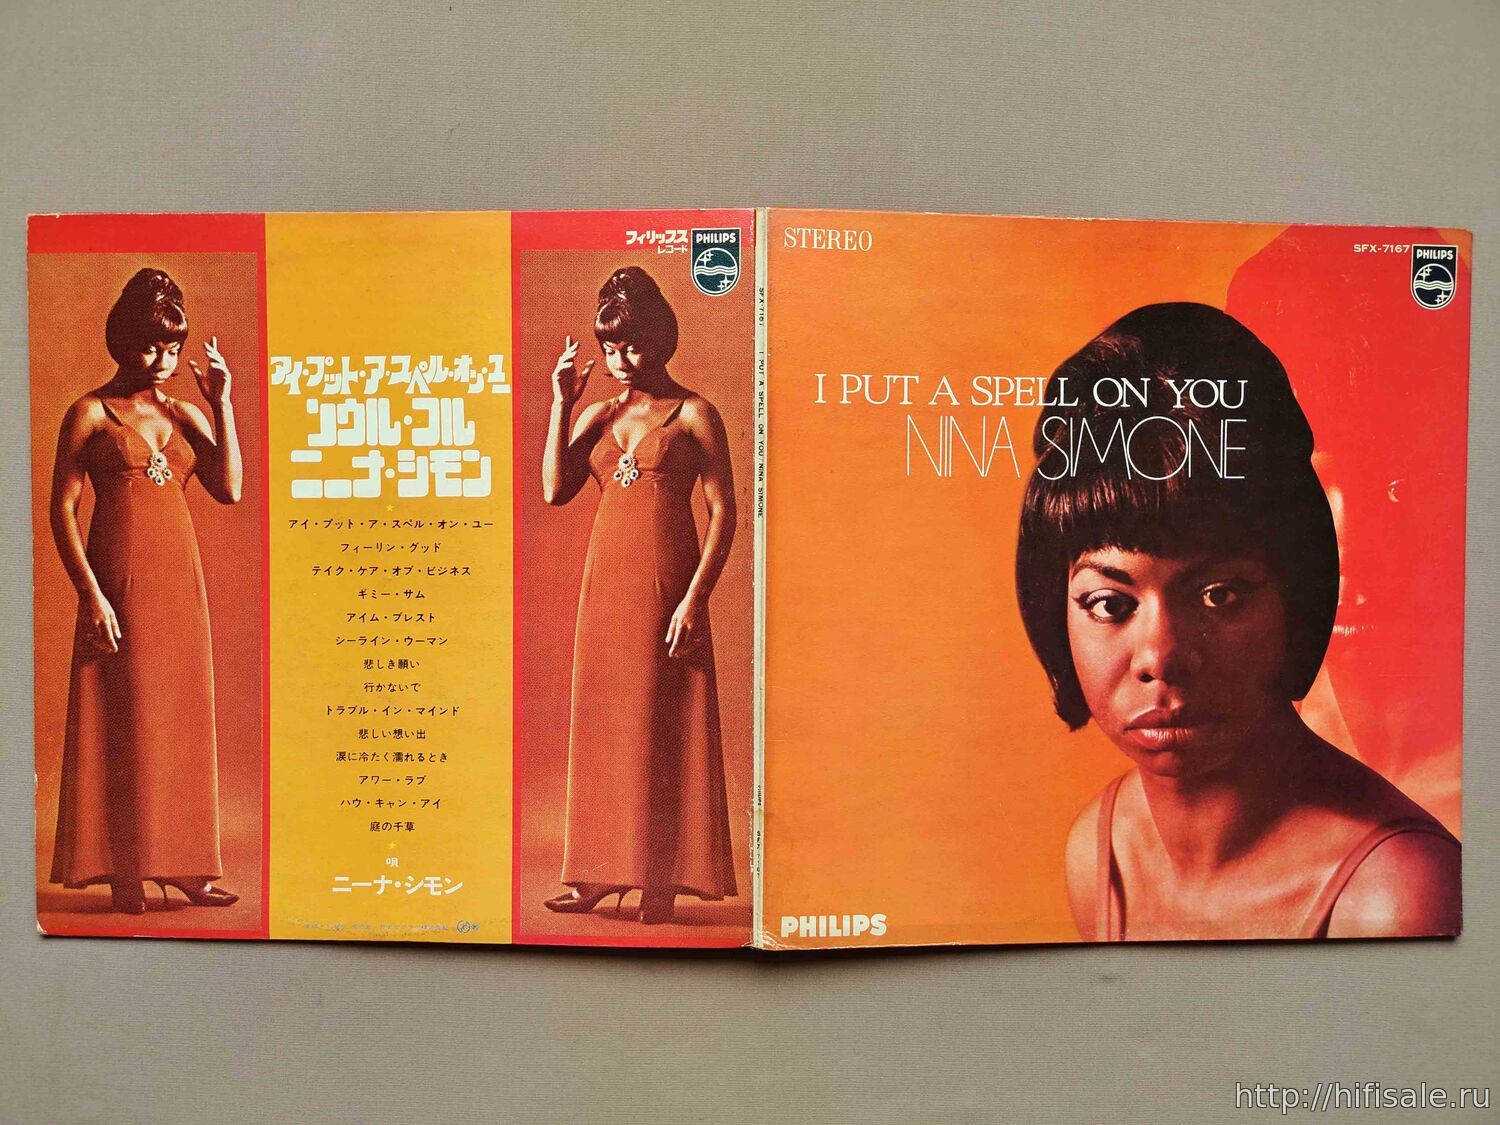 フィリップス
レコード
PHILIPS
アイ・プット・ア・スペル・オン・ユー
ソウル・フル
ニーナ・シモン
アイ・プット・ア・スペル・オン・ユー
フィーリン・グッド
テイク・ケア・オブ・ビジネス
ギミー・サム
アイム・ブレスト
シーライン・ウーマン
悲しき願い
行かないで
トラブル・イン・マインド
悲しい想い出
涙に冷たく濡れるとき
アワー・ラブ
ハウ・キャン・アイ
庭の千草
唄
ニーナ・シモン
SFX-7167 I PUT A SPELL ON YOU/NINA SIMONE
STEREO
SFX-7167
PHILIPS
I PUT A SPELL ON YOU
NINA SIMONE
PHILIPS
http://hifisale.ru